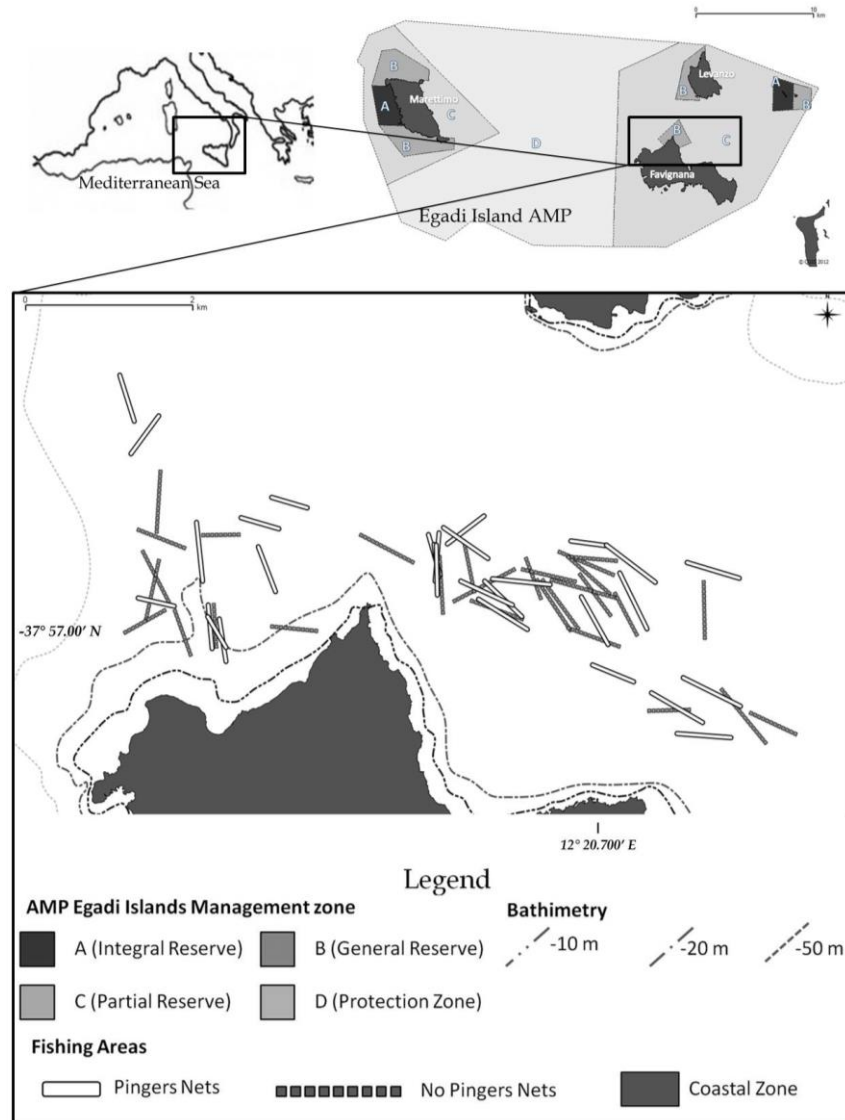 10
km
B
Levanzo
Marettimo
A
A
C
B
B
B
C
B
D
Favignana
Mediterranean Sea
Egadi Island AMP
0
2
km
N
-37° 57.00' N
12° 20.700' E
Legend
AMP Egadi Islands Management zone
Bathimetry
A (Integral Reserve)
B (General Reserve)
-10 m
-20 m
-50 m
C (Partial Reserve)
D (Protection Zone)
Fishing Areas
Pingers Nets
No Pingers Nets
Coastal Zone